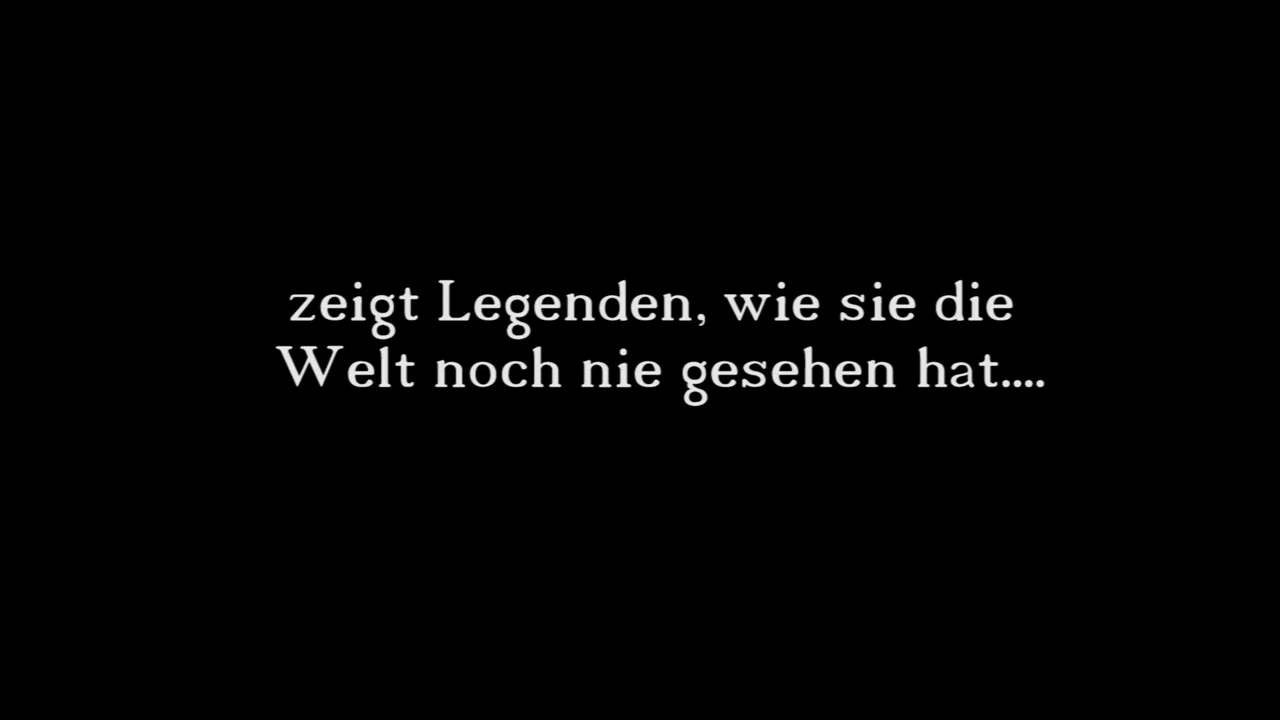 zeigt Legenden, wie sie die
Welt noch nie gesehen hat....